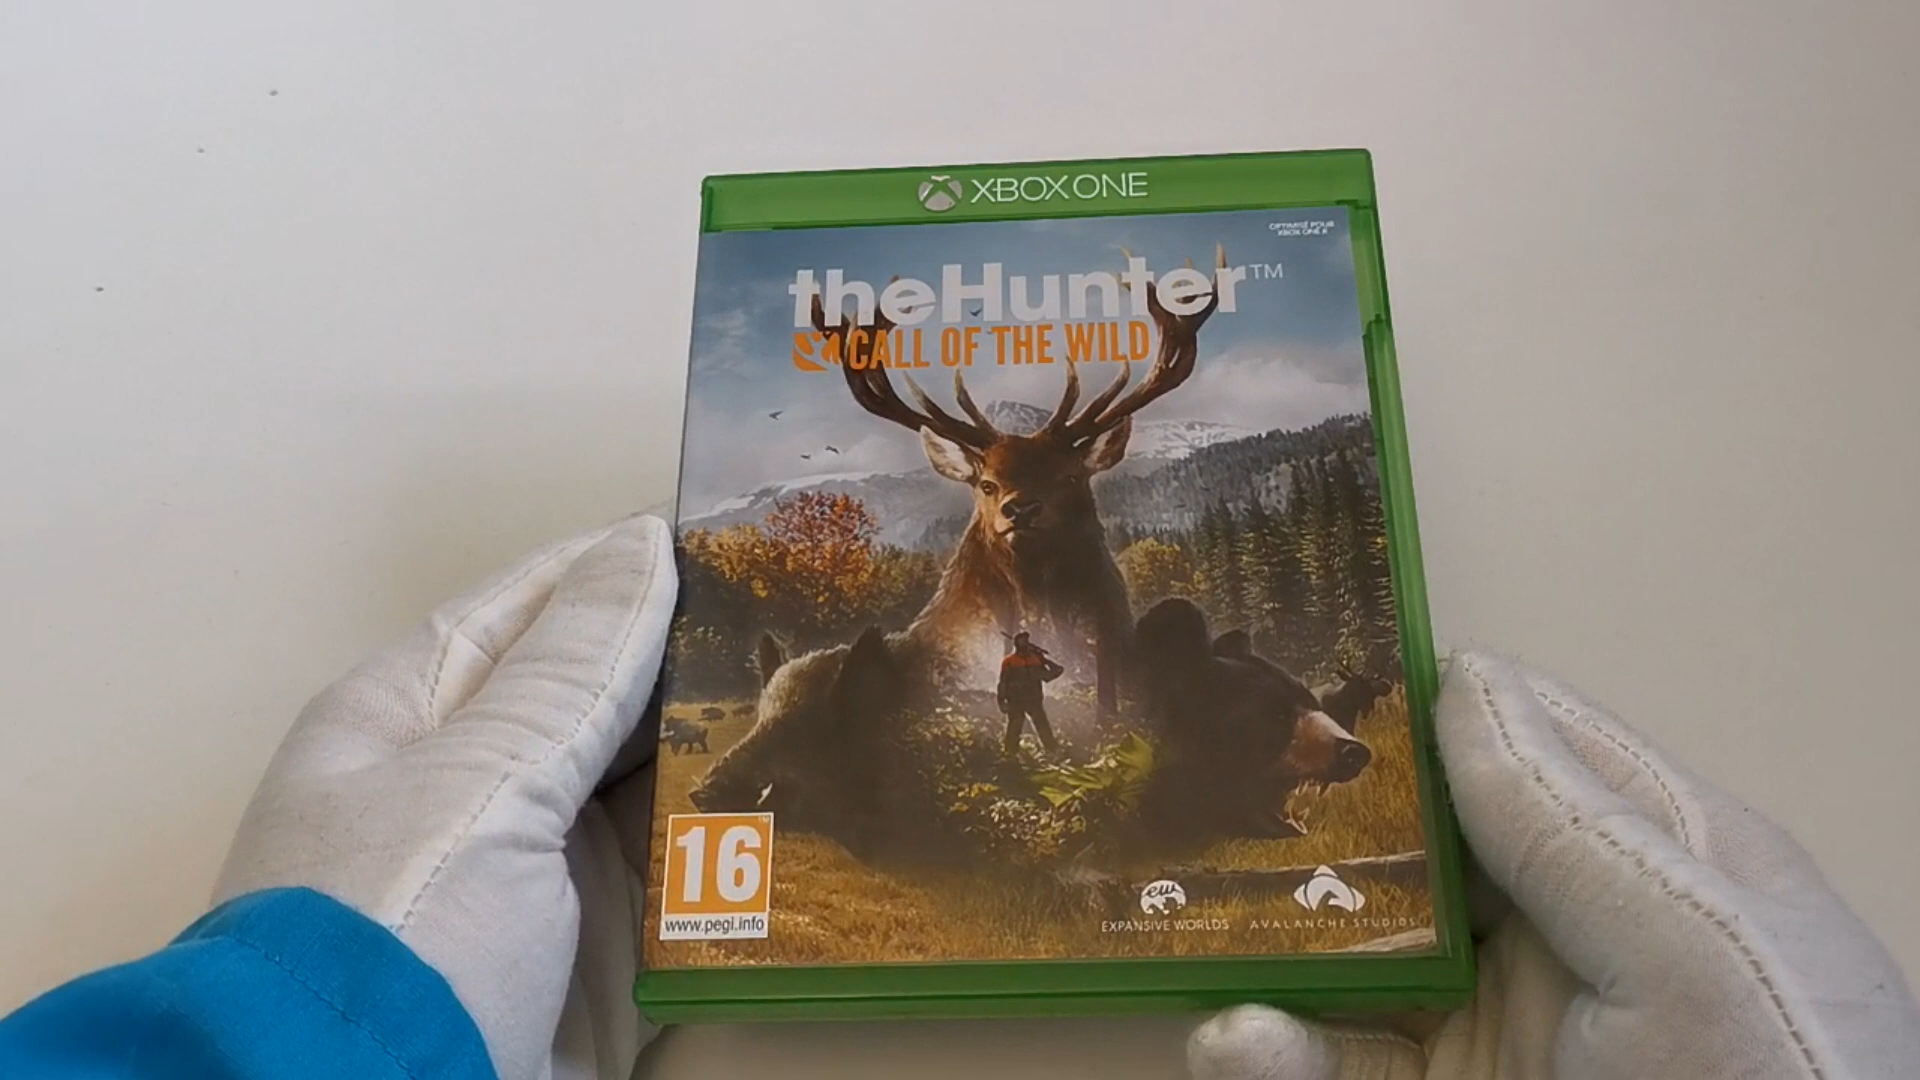 XBOX ONE
OPTIMISÉ POUR
XBOX ONE X
theHunter™
CALL OF THE WILD
16
www.pegi.info
ew
EXPANSIVE WORLDS
AVALANCHE STUDIOS